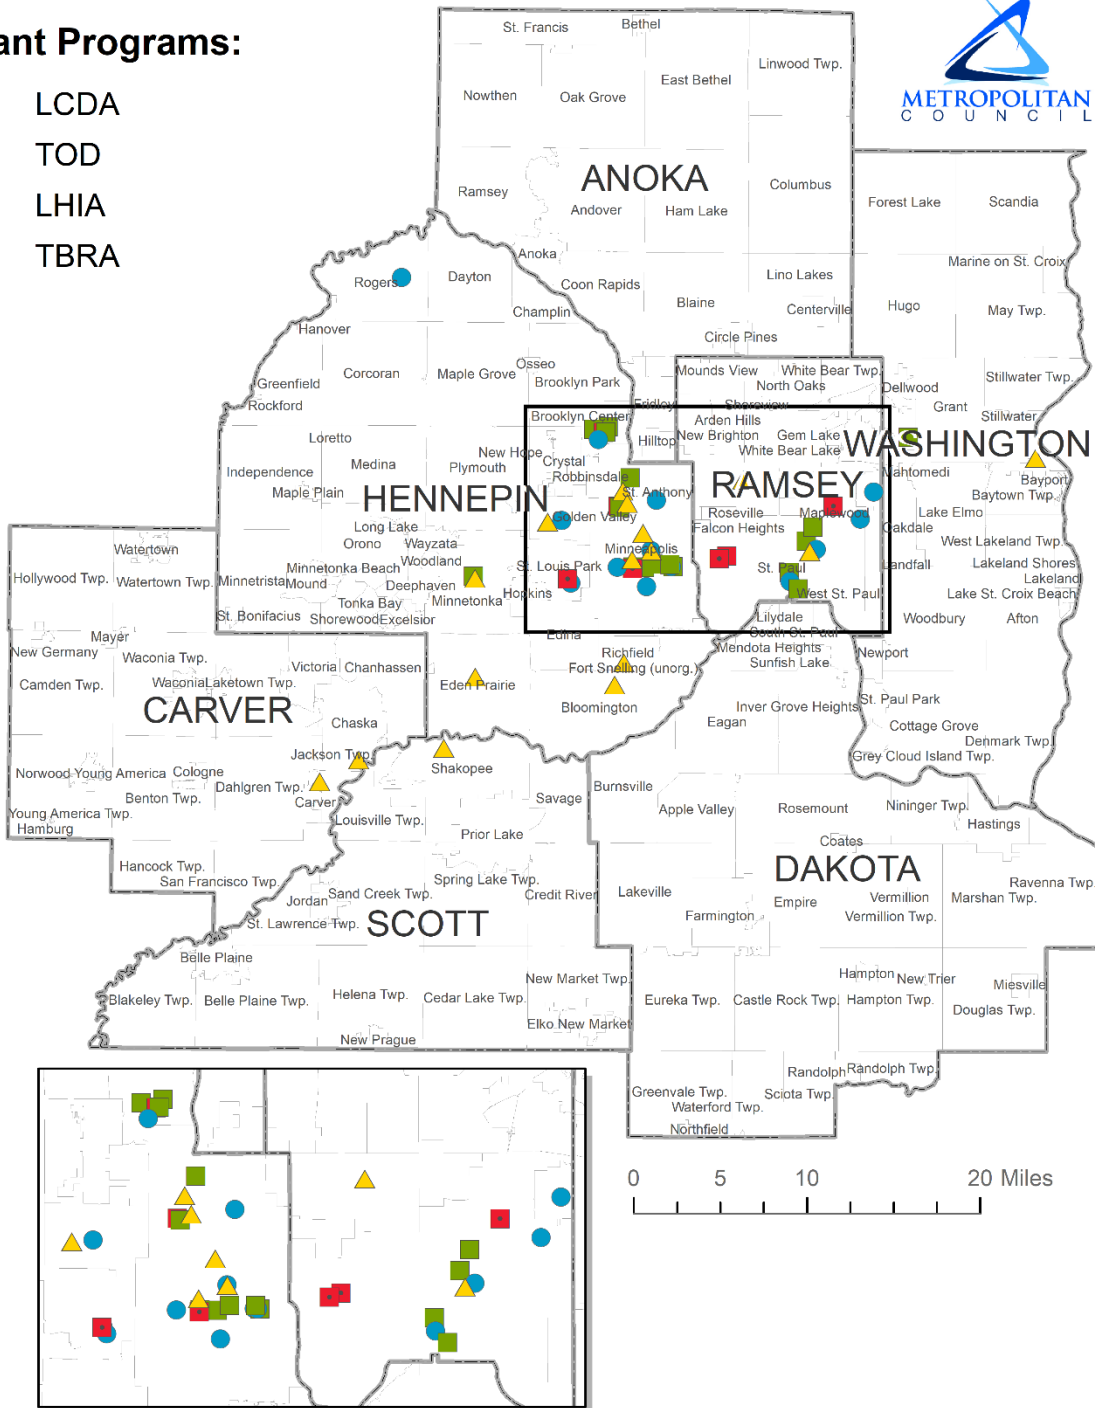 ant Programs:
LCDA
TOD
LHIA
TBRA
METROPOLITAN
COUNCIL
St. Francis
Bethel
Linwood Twp.
East Bethel
Nowthen
Oak Grove
ANOKA
Ramsey
Columbus
Andover
Ham Lake
Forest Lake
Scandia
Anoka
Marine on St. Croix
Rogers
Dayton
Coon Rapids
Lino Lakes
Blaine
Centerville
Hugo
May Twp.
Champlin
Hanover
Circle Pines
Osseo
Corcoran
Maple Grove
Mounds View
White Bear Twp.
Stillwater Twp.
Greenfield
Brooklyn Park
North Oaks
Dellwood
Rockford
Fridley
Shoreview
Grant
Brooklyn Center
Arden Hills
Stillwater
Loretto
Hilltop
New Brighton
Gem Lake
WASHINGTON
New Hope
White Bear Lake
Medina
Plymouth
Crystal
Independence
Robbinsdale
Mahtomedi
Bayport
Maple Plain
HENNEPIN
St. Anthony
RAMSEY
Baytown Twp.
Golden Valley
Roseville
Maplewood
Lake Elmo
Long Lake
Falcon Heights
Oakdale
Orono
Wayzata
Minneapolis
West Lakeland Twp.
Watertown
Woodland
St. Louis Park
St. Paul
Landfall
Lakeland Shores
Minnetonka Beach
Hollywood Twp.
Watertown Twp.
Minnetrista
Mound
Deephaven
Hopkins
Lakeland
West St. Paul
Lake St. Croix Beach
Tonka Bay
Minnetonka
St. Bonifacius
Shorewood
Excelsior
Lilydale
Woodbury
Afton
Mayer
Edina
South St. Paul
New Germany
Waconia Twp.
Richfield
Mendota Heights
Newport
Victoria
Chanhassen
Fort Snelling (unorg.)
Sunfish Lake
Camden Twp.
Waconia
Laketown Twp.
Eden Prairie
CARVER
Bloomington
Inver Grove Heights
St. Paul Park
Chaska
Eagan
Cottage Grove
Denmark Twp.
Jackson Twp.
Grey Cloud Island Twp.
Shakopee
Norwood Young America
Cologne
Dahlgren Twp.
Burnsville
Benton Twp.
Carver
Savage
Apple Valley
Rosemount
Nininger Twp.
Young America Twp.
Louisville Twp.
Hastings
Hamburg
Prior Lake
Coates
Hancock Twp.
DAKOTA
San Francisco Twp.
Spring Lake Twp.
Ravenna Twp.
Sand Creek Twp.
Credit River
Lakeville
Vermillion
Marshan Twp.
Jordan
Empire
St. Lawrence Twp.
SCOTT
Farmington
Vermillion Twp.
Belle Plaine
New Market Twp.
Hampton
New Trier
Miesville
Blakeley Twp.
Belle Plaine Twp.
Helena Twp.
Cedar Lake Twp.
Eureka Twp.
Castle Rock Twp.
Hampton Twp.
Douglas Twp.
Elko New Market
New Prague
Randolph
Randolph Twp.
Greenvale Twp.
Sciota Twp.
Waterford Twp.
Northfield
0 5 10 20 Miles